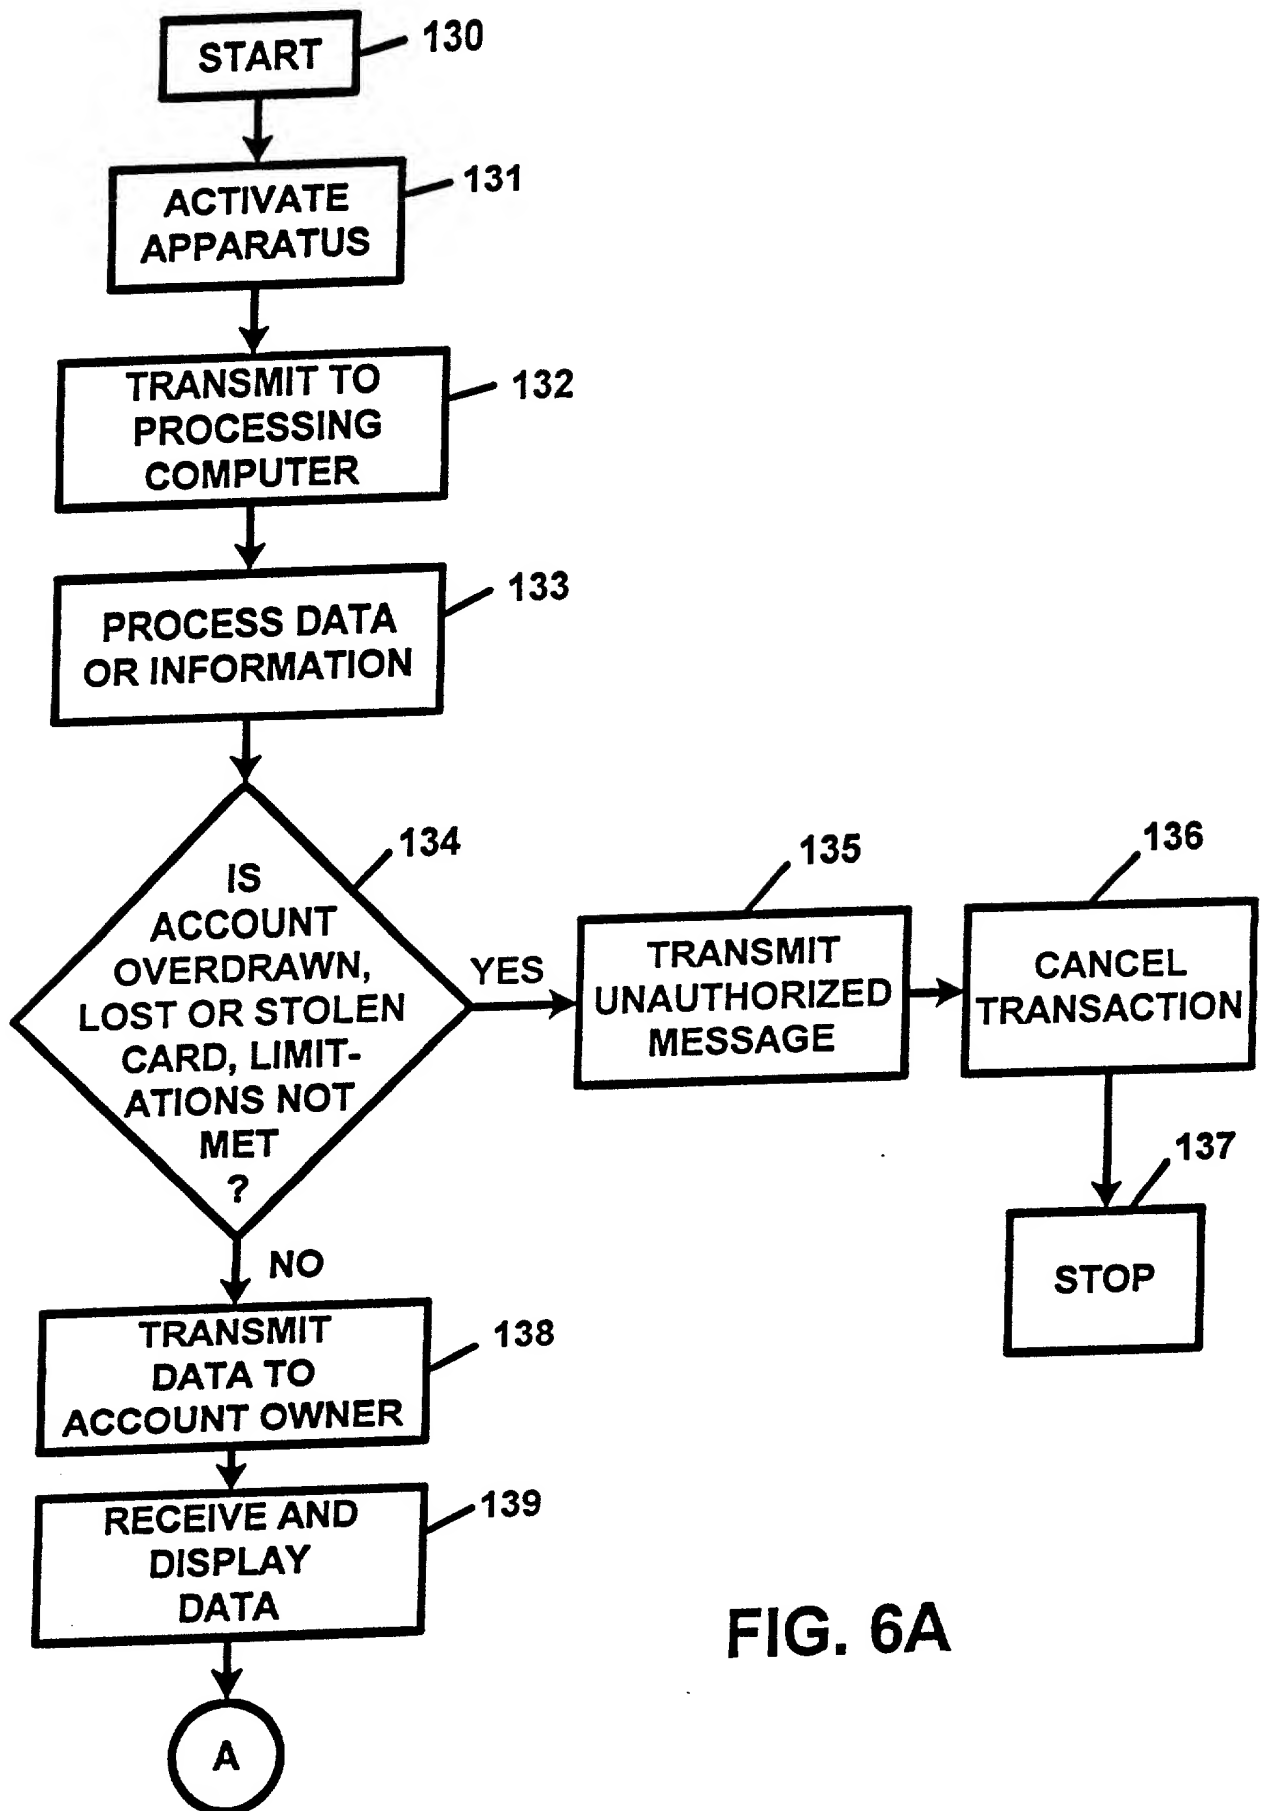 START
130
ACTIVATE
APPARATUS
131
TRANSMIT TO
PROCESSING
COMPUTER
132
PROCESS DATA
OR INFORMATION
133
IS
ACCOUNT
OVERDRAWN,
LOST OR STOLEN
CARD, LIMIT-
ATIONS NOT
MET
?
134
YES
TRANSMIT
UNAUTHORIZED
MESSAGE
135
CANCEL
TRANSACTION
136
STOP
137
NO
TRANSMIT
DATA TO
ACCOUNT OWNER
138
RECEIVE AND
DISPLAY
DATA
139
A
FIG. 6A